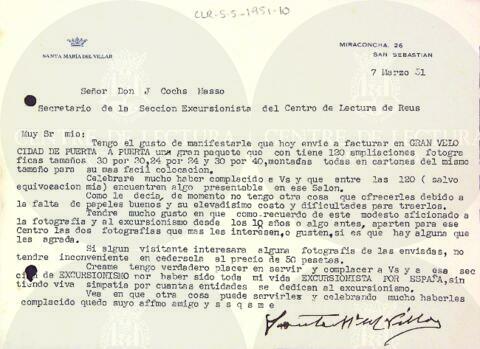 CLR-5-5-1951-10
SANTA MARIA DEL VILLAR
MIRACONCHA, 26
SAN SEBASTIAN
7 Marzo 51
Señor Don J Cochs Masso
Secretario de la Seccion Excursionista del Centro de Lectura de Reus
Muy Sr mio;
Tengo el gusto de manifestarle que hoy envie a facturar en GRAN VELO
CIDAD DE PUERTA A PUERTA una gran paquete que con tiene 120 ampliaciones fotogra
ficas tamaños 30 por 30,24 por 24 y 30 por 40,montadas todas en cartones del mismo
tamaño para su mas facil colocacion.
Celebrare mucho haber complacido a Vs y que entre las 120 ( salvo
equivocacion mia) encuentran algo presentable en ese Salon.
Como le decia, de momento no tengo otra cosa que ofrecerles debido a
la falta de papeles buenos y su elevadisimo costo y dificultades para traerlos.
Tendre mucho gusto en que como recuerdo de este modesto aficionado a
la fotografia y al excursionismo desde los 10 años o algo antes, aparten para ese
Centro las dos fotografias que mas les interesen,o gusten,si es que hay alguna que
les agrada.
Si algun visitante interesara alguna fotografia de las enviadas, no
tendre inconveniente en cedersela al precio de 50 pesetas.
Creame tengo verdadero placer en servir y complacer a Vs y a esa sec
cion de EXCURSIONISMO por haber sido toda mi vida EXCURSIONISTA POR ESPAÑA,sin
tiendo vive simpatia por cuantas entidades se dedican al excursionismo.
Vea en que otra cosa puede servirles y celebrando mucho haberles
complacido quedo suyo affmo amigo y s s q s m e